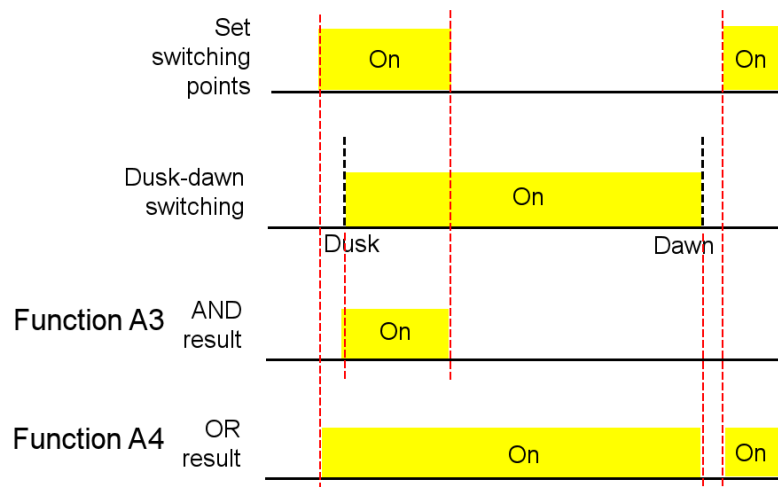 Set
switching
points
On
On
Dusk-dawn
switching
On
Dusk
Dawn
Function A3
AND
result
On
Function A4
OR
result
On
On